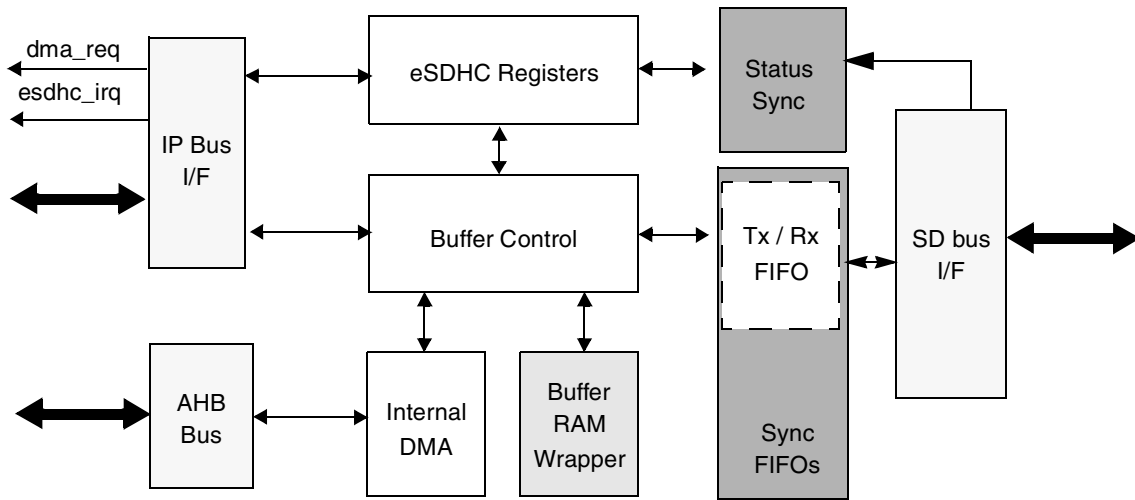 dma_req
esdhc_irq
IP Bus
I/F
eSDHC Registers
Status
Sync
Buffer Control
Tx / Rx
FIFO
SD bus
I/F
AHB
Bus
Internal
DMA
Buffer
RAM
Wrapper
Sync
FIFOs